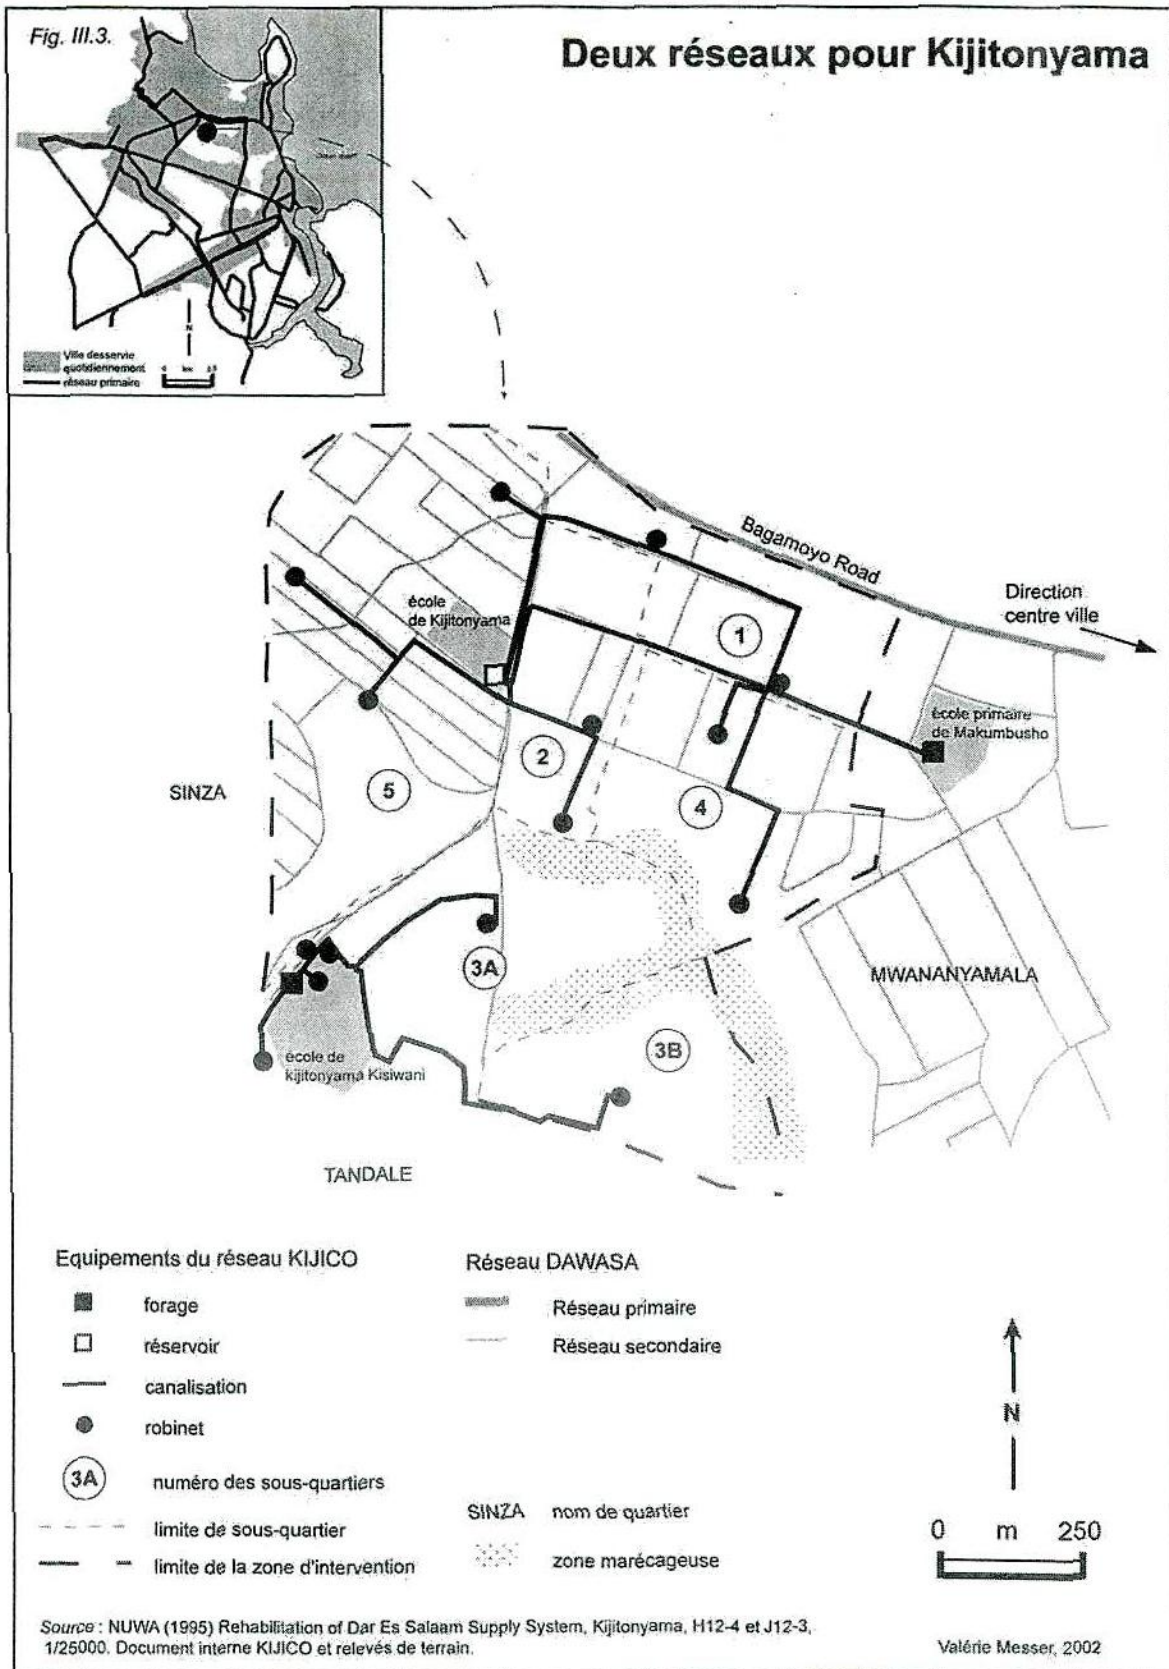 Fig. III.3.
Deux réseaux pour Kijitonyama
N
Ville desservie
quotidiennement
réseau primaire
0 km
Bagamoyo Road
Direction
centre ville
école
de Kijitonyama
1
école primaire
de Makumbusho
2
SINZA
5
4
3A
MWANANYAMALA
3B
école de
kijitonyama Kisiwani
TANDALE
Equipements du réseau KIJICO
forage
réservoir
canalisation
robinet
3A numéro des sous-quartiers
limite de sous-quartier
limite de la zone d'intervention
Réseau DAWASA
Réseau primaire
Réseau secondaire
SINZA nom de quartier
zone marécageuse
N
0 m 250
Source : NUWA (1995) Rehabilitation of Dar Es Salaam Supply System, Kijitonyama, H12-4 et J12-3,
1/25000. Document interne KIJICO et relevés de terrain.
Valérie Messer, 2002